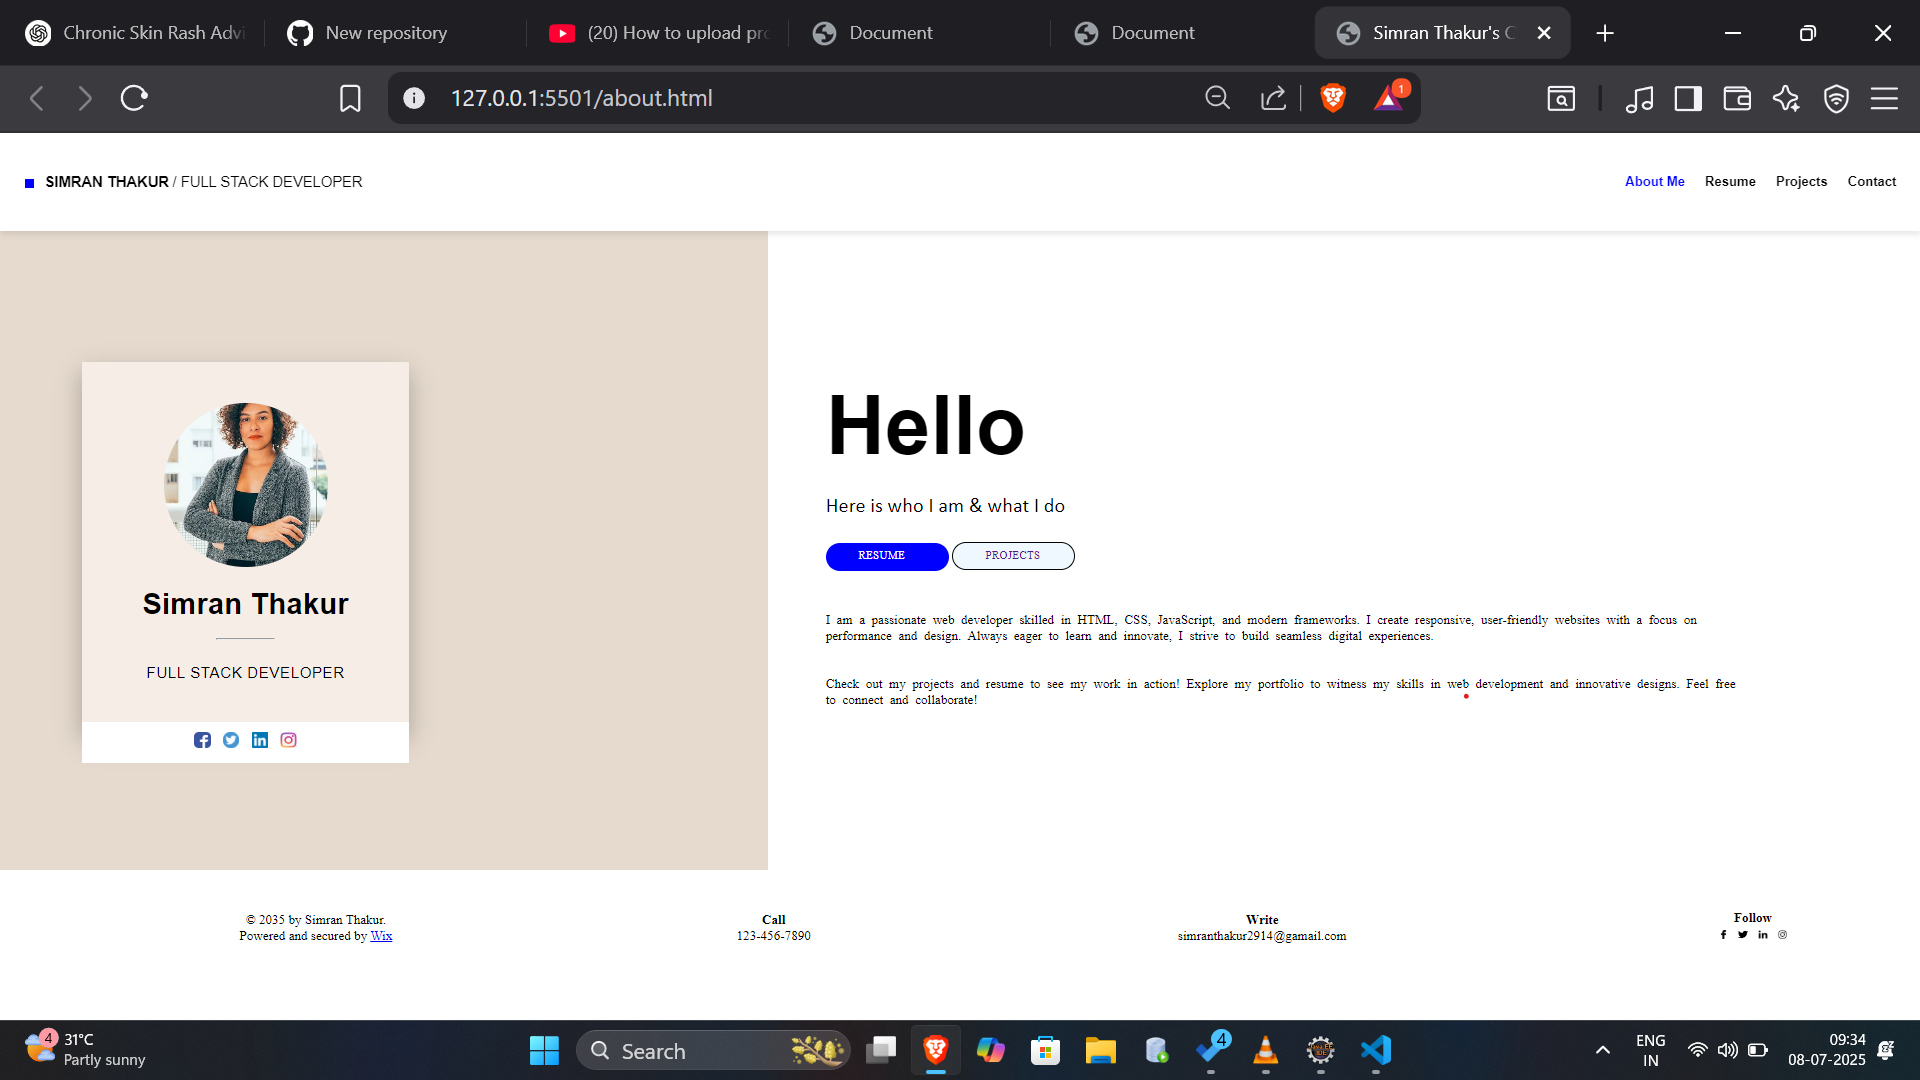 Chronic Skin Rash Advi
New repository
(20) How to upload pro
Document
Document
Simran Thakur's C
127.0.0.1:5501/about.html
1
SIMRAN THAKUR / FULL STACK DEVELOPER
About Me
Resume
Projects
Contact
Simran Thakur
FULL STACK DEVELOPER
Hello
Here is who I am & what I do
RESUME
PROJECTS
I am a passionate web developer skilled in HTML, CSS, JavaScript, and modern frameworks. I create responsive, user-friendly websites with a focus on
performance and design. Always eager to learn and innovate, I strive to build seamless digital experiences.
Check out my projects and resume to see my work in action! Explore my portfolio to witness my skills in web development and innovative designs. Feel free
to connect and collaborate!
© 2035 by Simran Thakur.
Powered and secured by Wix
Call
123-456-7890
Write
simranthakur2914@gamail.com
Follow
4
31°C
Partly sunny
Search
4
ENG
IN
09:34
08-07-2025